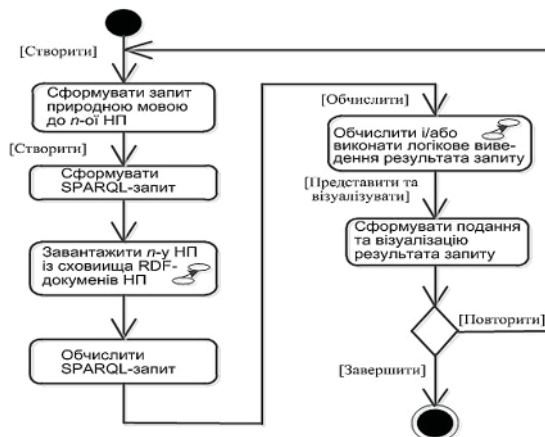 [Створити]
Сформувати запит
природною мовою
до n-ої НП
[Створити]
Сформувати
SPARQL-запит
Завантажити n-у НП
із сховиища RDF-
докуменів НП
Обчислити
SPARQL-запит
[Обчислити]
Обчислити і/або
виконати логікове виве-
дення результата запиту
[Представити та
візуалізувати]
Сформувати подання
та візуалізацію
результата запиту
[Повторити]
[Завершити]